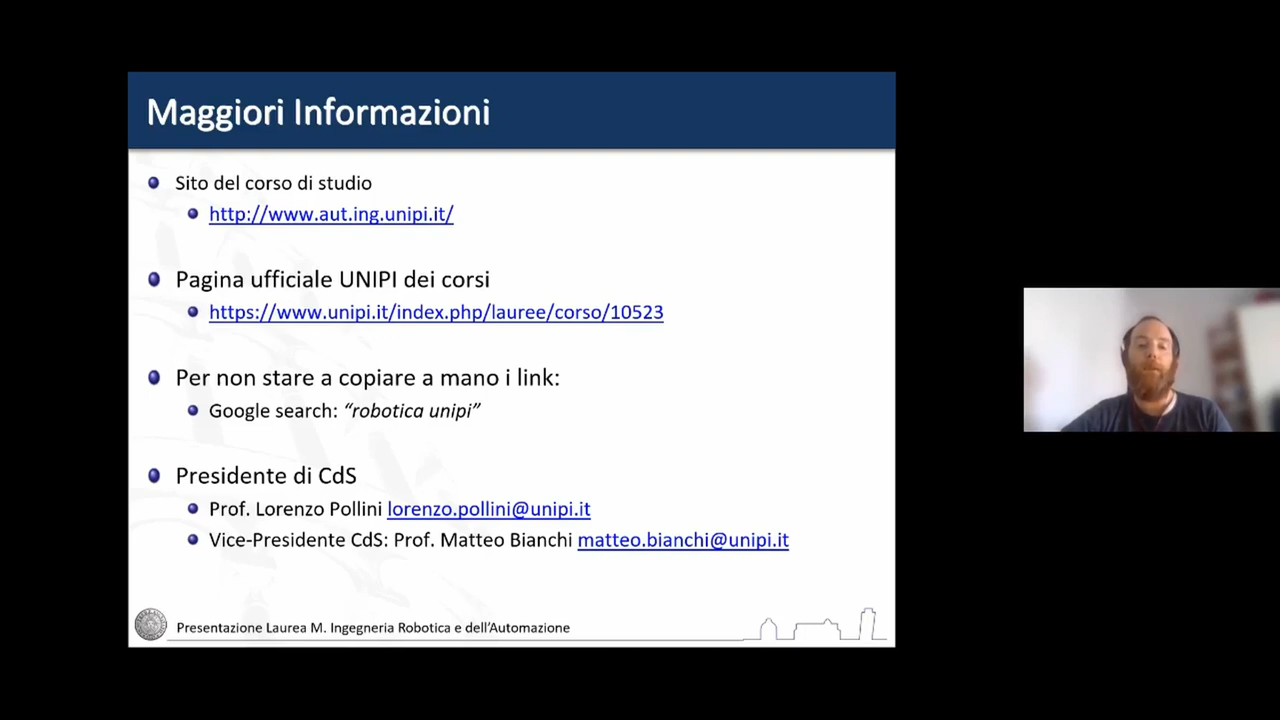 Maggiori Informazioni
Sito del corso di studio
http://www.aut.ing.unipi.it/
Pagina ufficiale UNIPI dei corsi
https://www.unipi.it/index.php/lauree/corso/10523
Per non stare a copiare a mano i link:
Google search: “robotica unipi”
Presidente di CdS
Prof. Lorenzo Pollini lorenzo.pollini@unipi.it
Vice-Presidente CdS: Prof. Matteo Bianchi matteo.bianchi@unipi.it
Presentazione Laurea M. Ingegneria Robotica e dell’Automazione